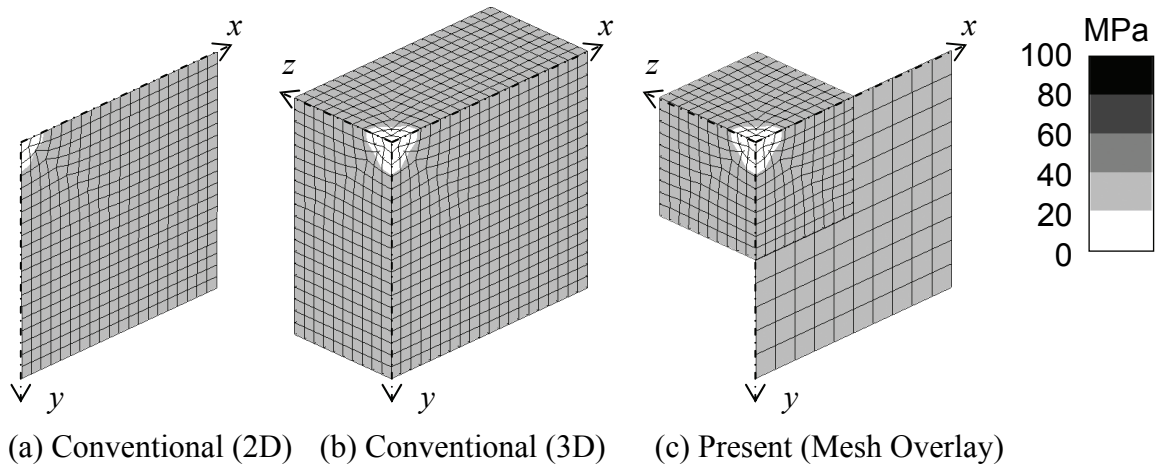 x
y
z
x
y
z
x
y
MPa
100
80
60
40
20
0
(a) Conventional (2D) (b) Conventional (3D) (c) Present (Mesh Overlay)